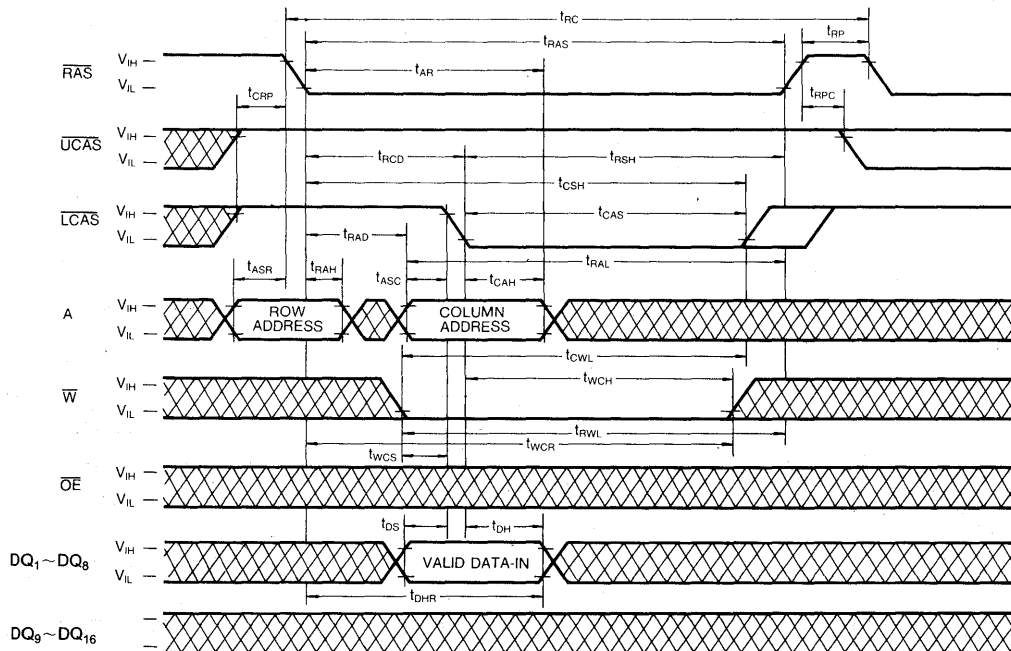 tRC
tRAS
tRP
VIH
RAS
VIL
tAR
tCRP
tRPC
VIH
UCAS
VIL
tRCD
tRSH
tCSH
VIH
LCAS
VIL
tCAS
tRAD
tRAL
tASR
tRAH
tASC
tCAH
VIH
A
VIL
ROW ADDRESS
COLUMN ADDRESS
tCWL
VIH
W
VIL
tWCH
tRWL
tWCR
tWCS
VIH
OE
VIL
tDS
tDH
VIH
DQ1~DQ8
VIL
VALID DATA-IN
tDHR
DQ9~DQ16